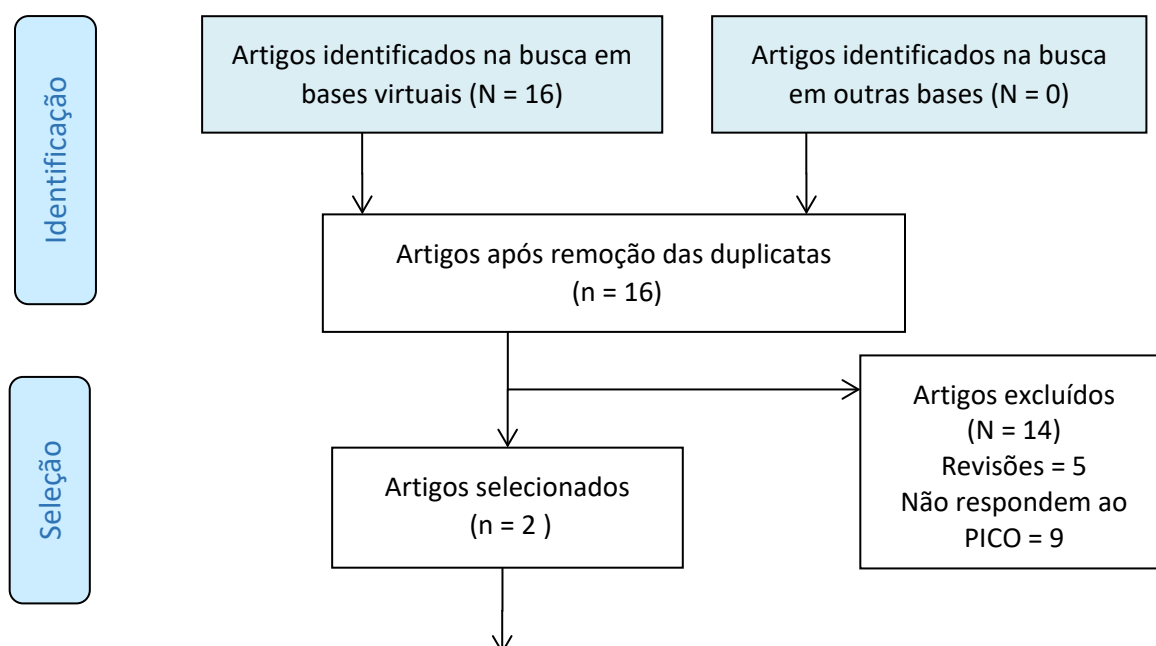 Identificação
Artigos identificados na busca em
bases virtuais (N = 16)
Artigos identificados na busca
em outras bases (N = 0)
Artigos após remoção das duplicatas
(n = 16)
Seleção
Artigos selecionados
(n = 2 )
Artigos excluídos
(N = 14)
Revisões = 5
Não respondem ao
PICO = 9